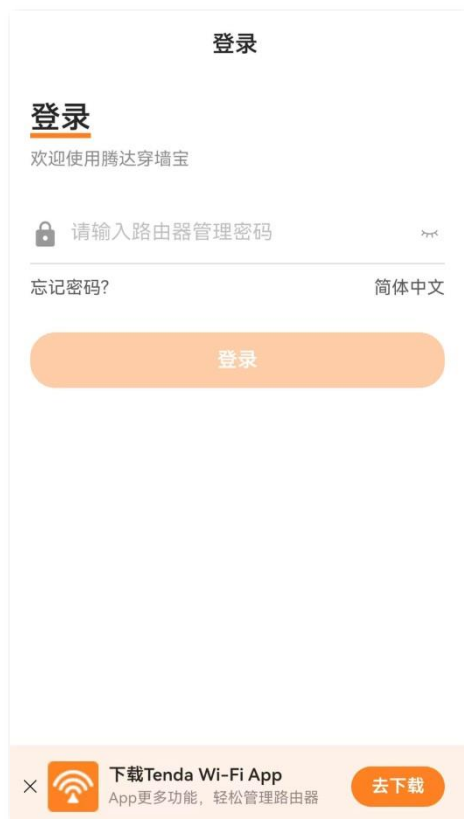 登录
登录
欢迎使用腾达穿墙宝
请输入路由器管理密码
忘记密码?
简体中文
登录
下载Tenda Wi-Fi App
App更多功能，轻松管理路由器
去下载